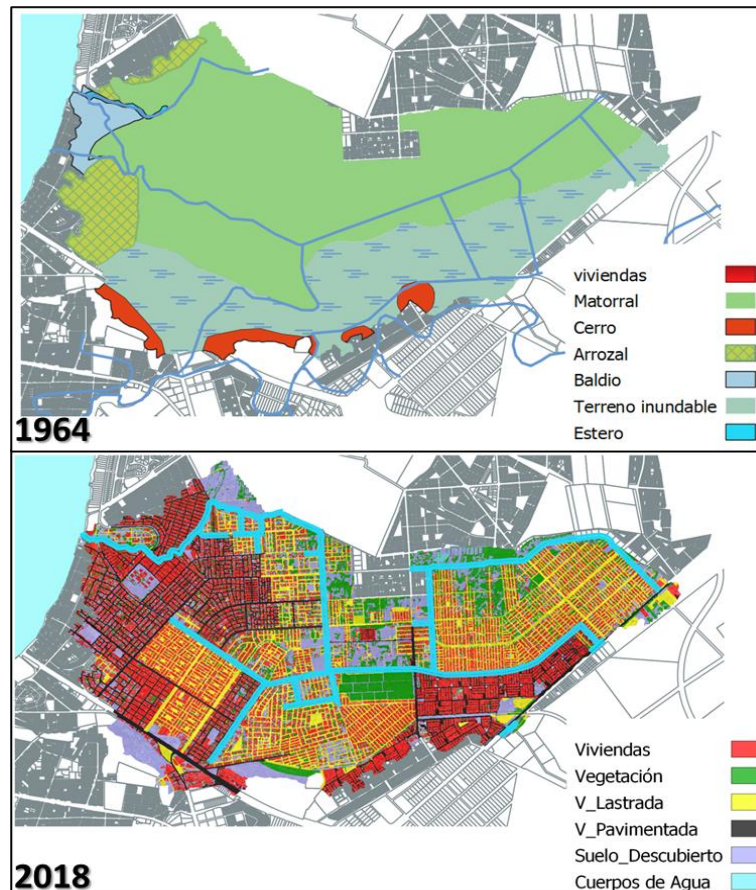 viviendas
Matorral
Cerro
Arrozal
Baldio
Terreno inundable
Estero
1964
Viviendas
Vegetación
V_Lastrada
V_Pavimentada
Suelo_Descubierto
Cuerpos de Agua
2018